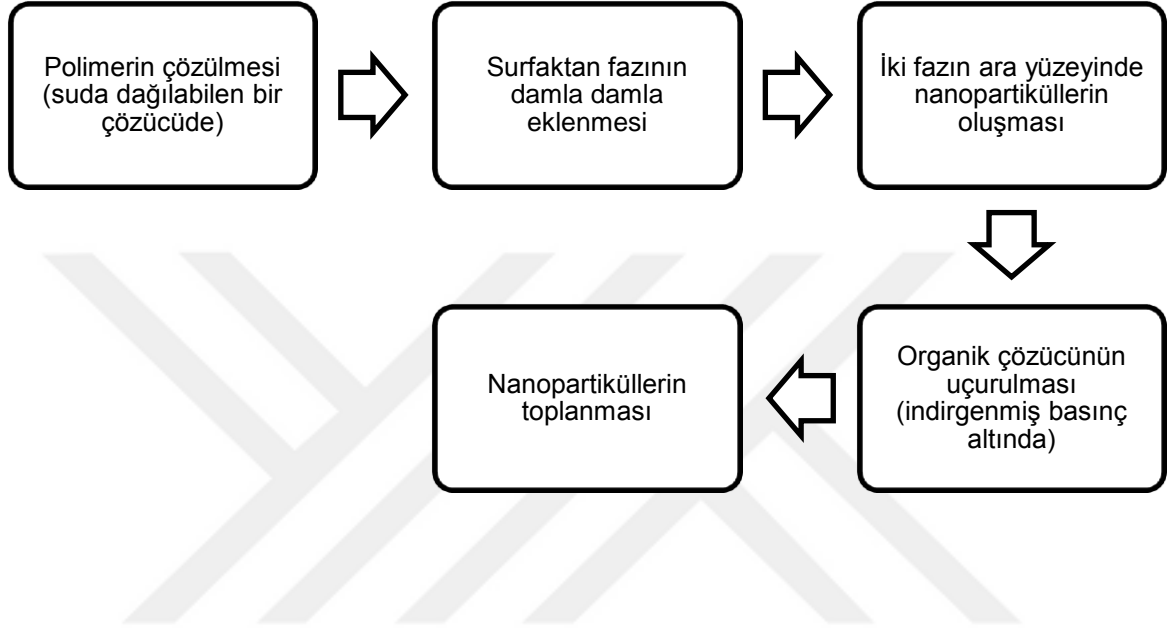 Polimerin çözülmesi
(suda dağılabilen bir
çözücüde)
Surfaktan fazının
damla damla
eklenmesi
İki fazın ara yüzeyinde
nanopartiküllerin
oluşması
Organik çözücünün
uçurulması
(indirgenmiş basınç
altında)
Nanopartiküllerin
toplanması